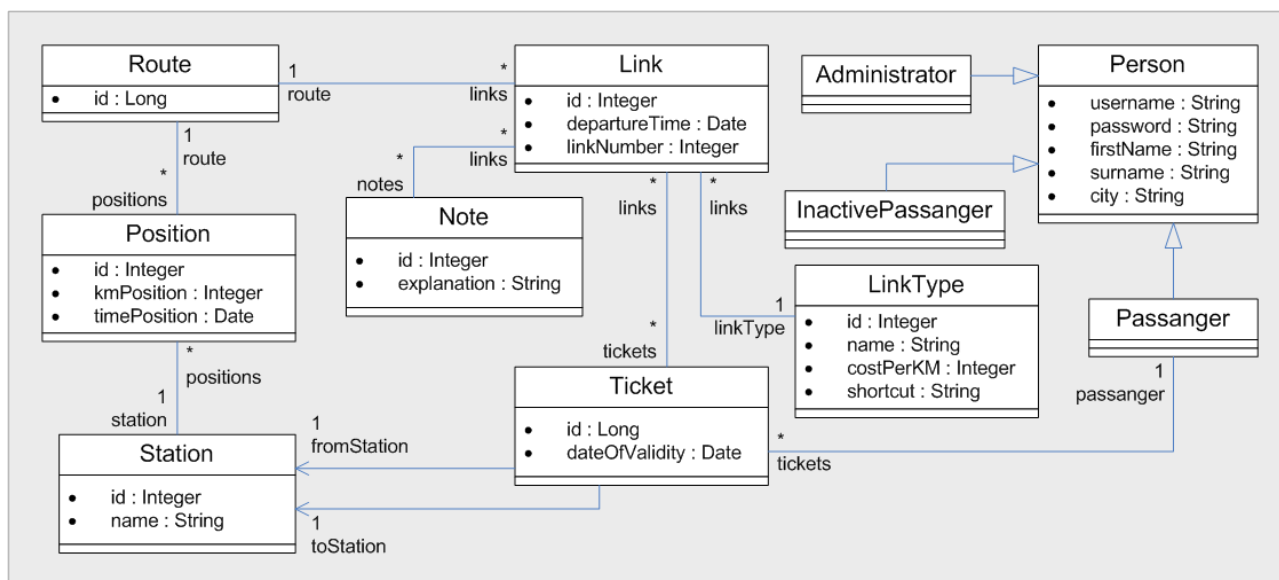 Route
• id : Long
1
route
*
links
Link
• id : Integer
• departureTime : Date
• linkNumber : Integer
Administrator
Person
• username : String
• password : String
• firstName : String
• surname : String
• city : String
1
route
*
positions
*
notes
*
links
*
links
*
links
InactivePassanger
Position
• id : Integer
• kmPosition : Integer
• timePosition : Date
Note
• id : Integer
• explanation : String
LinkType
• id : Integer
• name : String
• costPerKM : Integer
• shortcut : String
1
linkType
Passanger
*
positions
1
station
*
tickets
1
passanger
Ticket
• id : Long
• dateOfValidity : Date
1
fromStation
*
tickets
Station
• id : Integer
• name : String
1
toStation